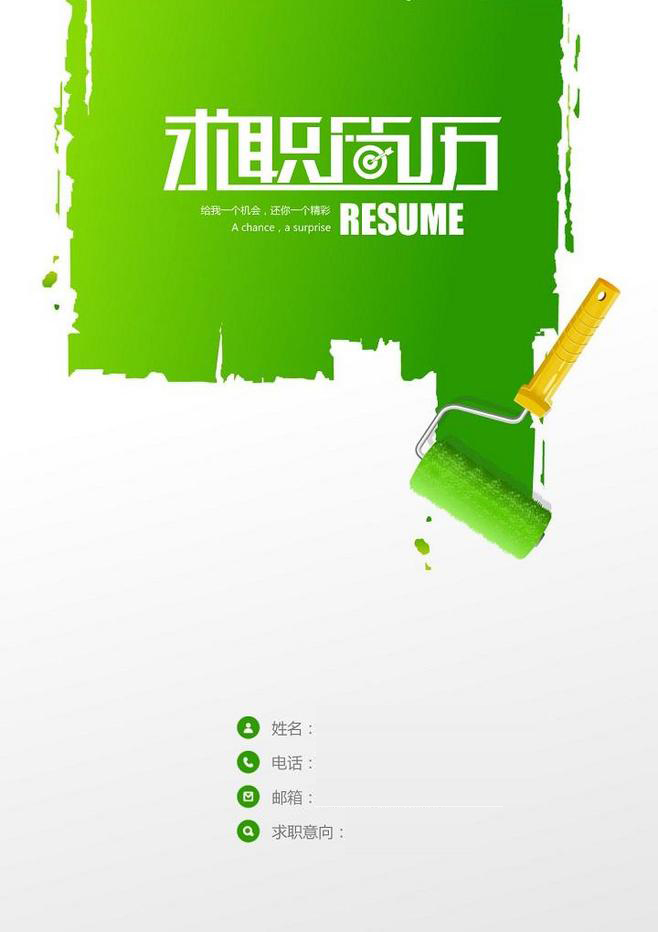 求职简历
给我一个机会，还你一个精彩
A chance，a surprise
RESUME
姓名：
电话：
邮箱：
求职意向：